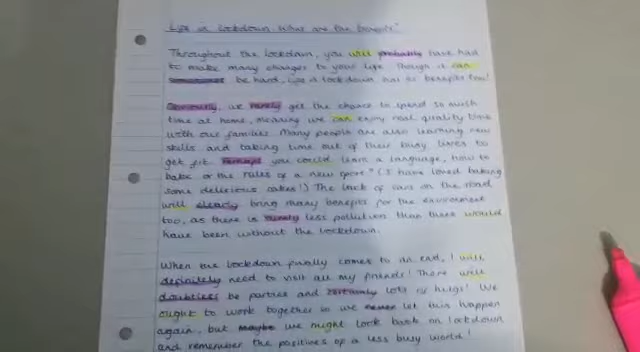 Life in lockdown: What are the benefits?
Throughout the lockdown, you will probably have had
to make many changes to your life. Though it can
sometimes be hard, life in lockdown has its benefits too!
Obviously, we rarely get the chance to spend so much
time at home, meaning we can enjoy real quality time
with our families. Many people are also learning new
skills and taking time out of their busy lives to
get fit. Perhaps you could learn a language, how to
bake or the rules of a new sport? (I have loved baking
some delicious cakes!) The lack of cars on the road
will clearly bring many benefits for the environment
too, as there is less pollution than there would
have been without the lockdown.
When the lockdown finally comes to an end, I will
definitely need to visit all my friends! There will
doubtless be parties and certainly lots of hugs! We
ought to work together so we never let this happen
again, but maybe we might look back on lockdown
and remember the positives of a less busy world!